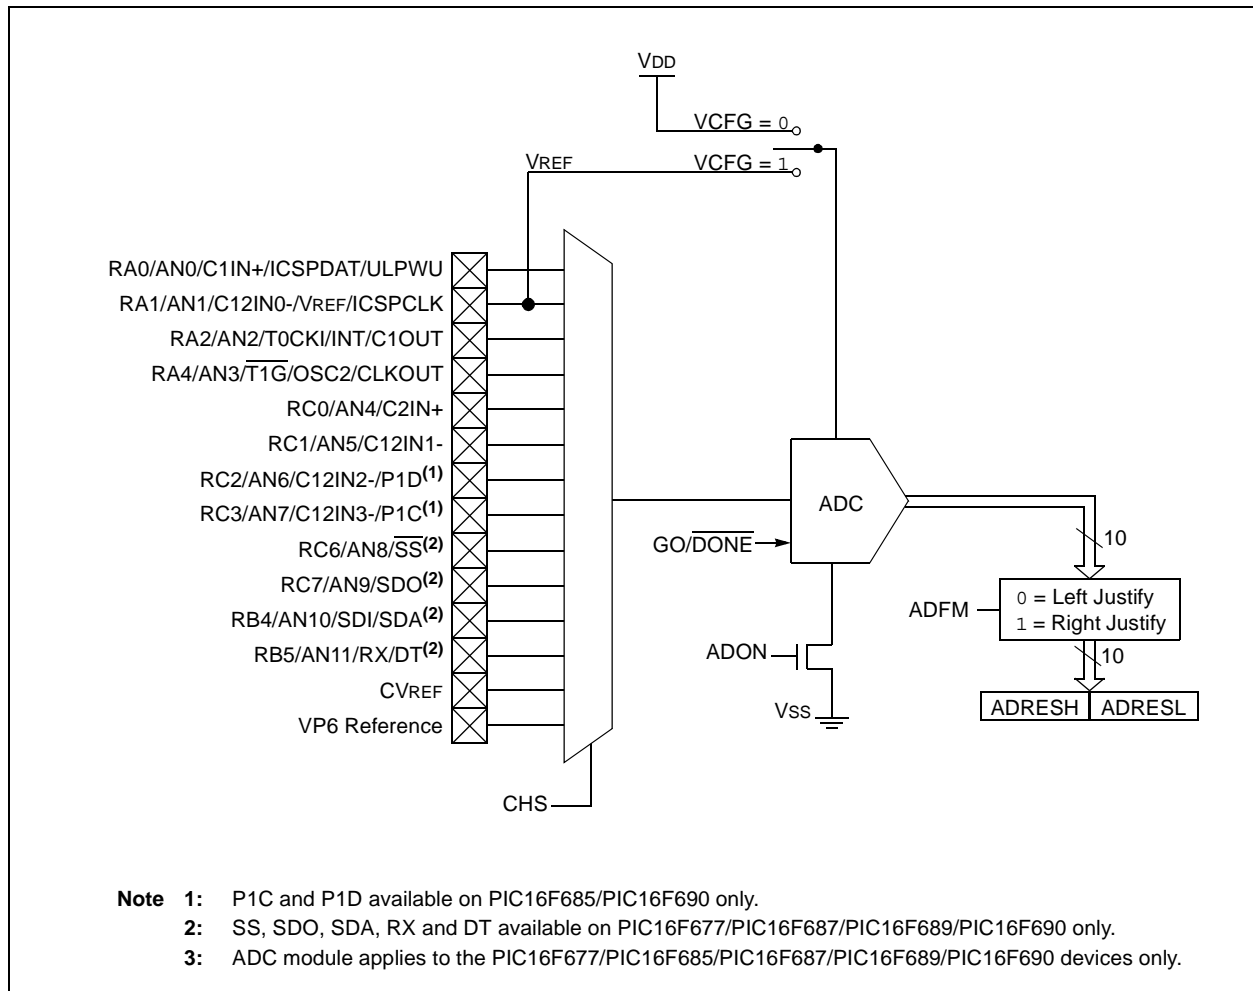 VDD
VCFG = 0
VREF
VCFG = 1
RA0/AN0/C1IN+/ICSPDAT/ULPWU
RA1/AN1/C12IN0-/VREF/ICSPCLK
RA2/AN2/T0CKI/INT/C1OUT
RA4/AN3/T1G/OSC2/CLKOUT
RC0/AN4/C2IN+
RC1/AN5/C12IN1-
RC2/AN6/C12IN2-/P1D(1)
RC3/AN7/C12IN3-/P1C(1)
RC6/AN8/SS(2)
RC7/AN9/SDO(2)
RB4/AN10/SDI/SDA(2)
RB5/AN11/RX/DT(2)
CVREF
VP6 Reference
CHS
ADC
GO/DONE
ADON
VSS
10
ADFM
0 = Left Justify
1 = Right Justify
10
ADRESH ADRESL
Note 1: P1C and P1D available on PIC16F685/PIC16F690 only.
2: SS, SDO, SDA, RX and DT available on PIC16F677/PIC16F687/PIC16F689/PIC16F690 only.
3: ADC module applies to the PIC16F677/PIC16F685/PIC16F687/PIC16F689/PIC16F690 devices only.